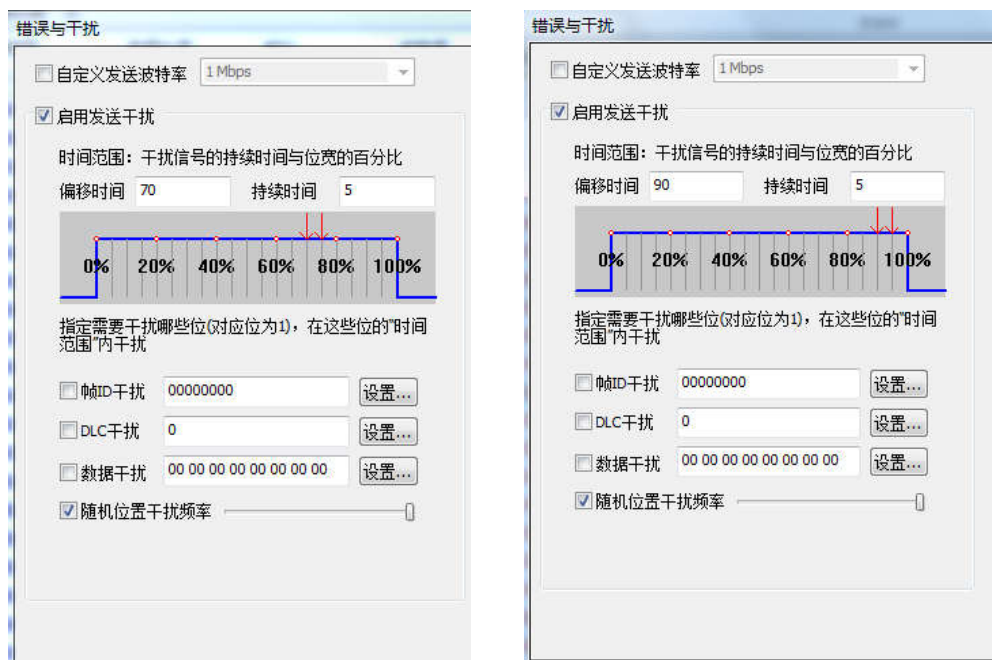 错误与干扰
自定义发送波特率 1 Mbps
启用发送干扰
时间范围：干扰信号的持续时间与位宽的百分比
偏移时间 70 持续时间 5
0% 20% 40% 60% 80% 100%
指定需要干扰哪些位(对应位为1)，在这些位的"时间
范围"内干扰
帧ID干扰 00000000 设置...
DLC干扰 0 设置...
数据干扰 00 00 00 00 00 00 00 00 设置...
随机位置干扰频率
错误与干扰
自定义发送波特率 1 Mbps
启用发送干扰
时间范围：干扰信号的持续时间与位宽的百分比
偏移时间 90 持续时间 5
0% 20% 40% 60% 80% 100%
指定需要干扰哪些位(对应位为1)，在这些位的"时间
范围"内干扰
帧ID干扰 00000000 设置...
DLC干扰 0 设置...
数据干扰 00 00 00 00 00 00 00 00 设置...
随机位置干扰频率